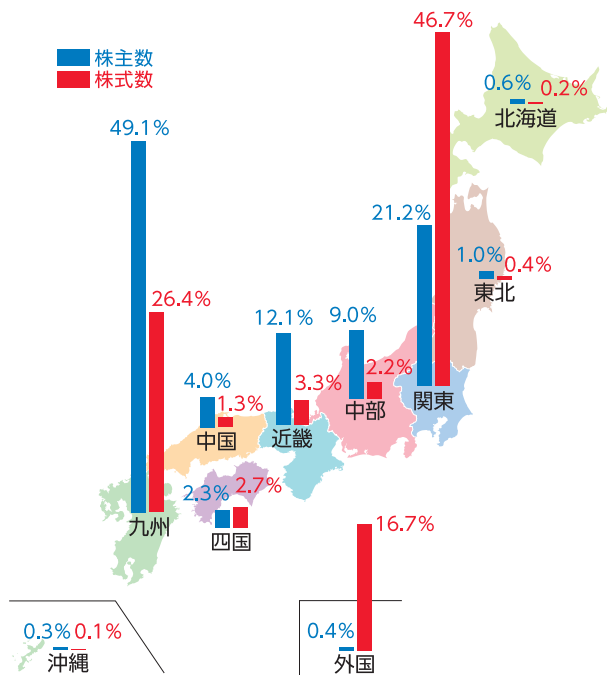 株主数
株式数
46.7%
0.6%
0.2%
北海道
49.1%
21.2%
1.0%
0.4%
東北
26.4%
12.1%
9.0%
4.0%
1.3%
3.3%
2.2%
中国
近畿
中部
関東
2.3%
2.7%
九州
四国
16.7%
0.3%
0.1%
沖縄
0.4%
外国